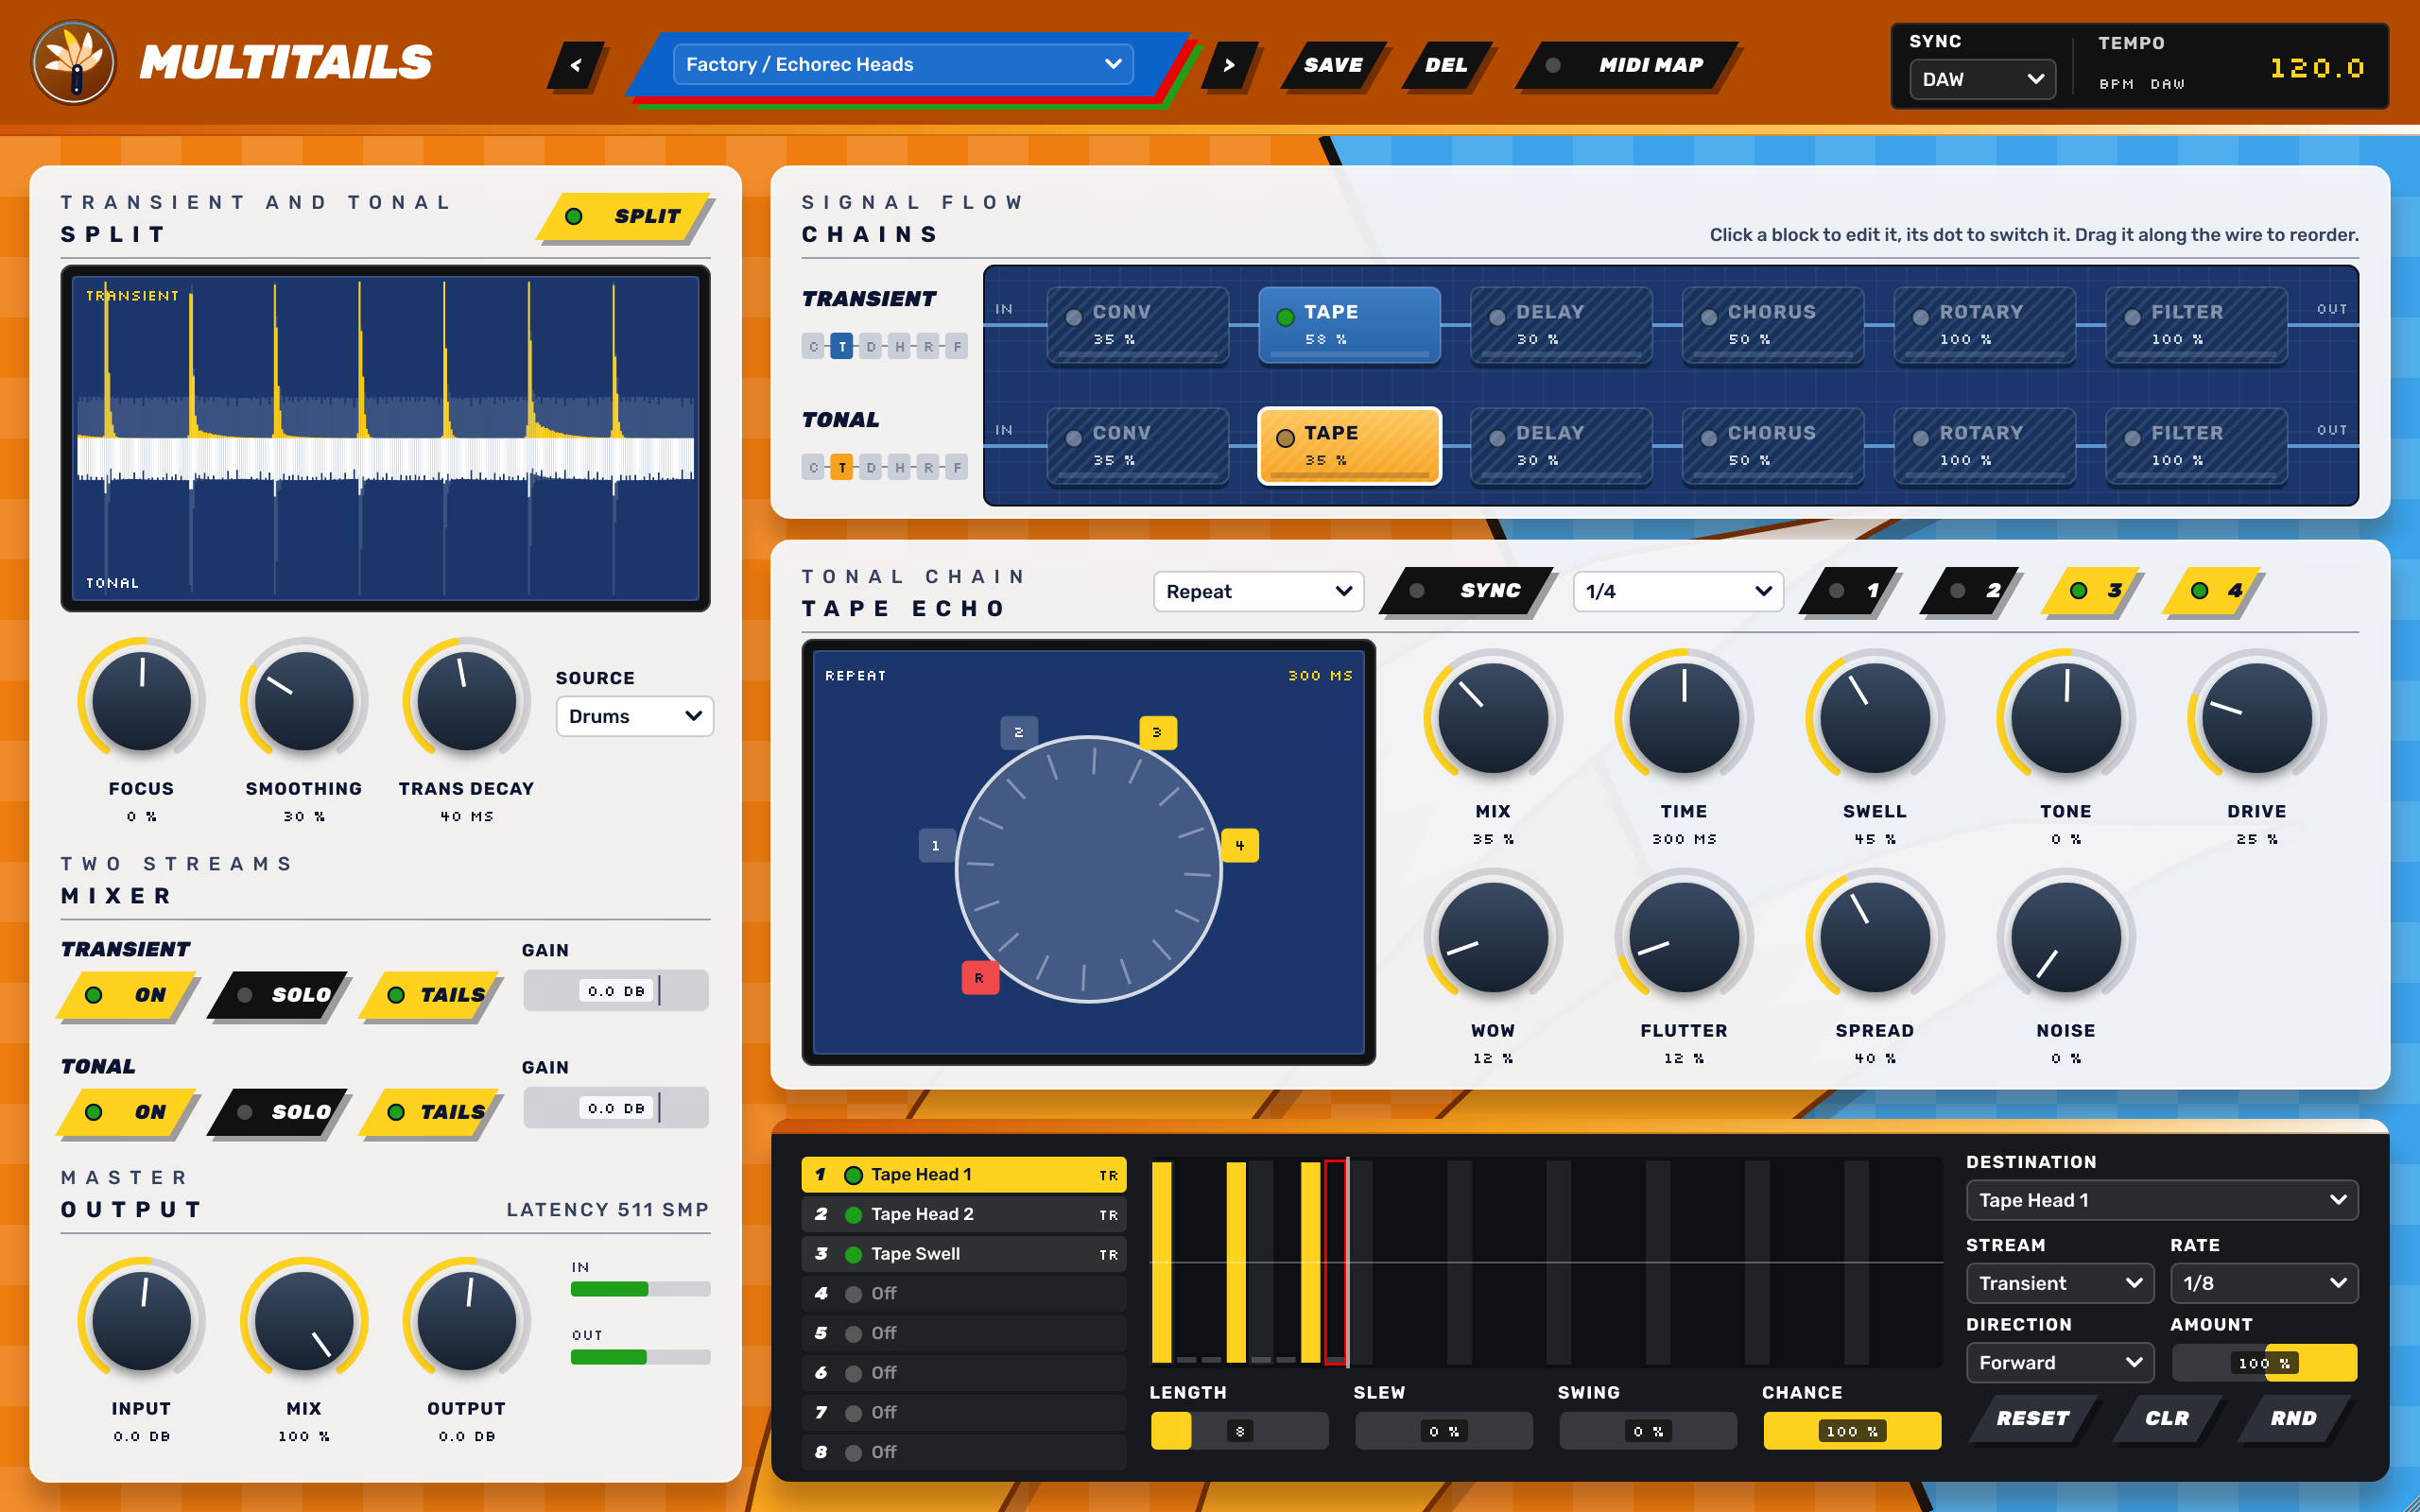 MULTITAILS
<
Factory / Echorec Heads
>
SAVE
DEL
MIDI MAP
SYNC
DAW
TEMPO
BPM DAW
120.0
TRANSIENT AND TONAL
SPLIT
SPLIT
TRANSIENT
TONAL
FOCUS
0 %
SMOOTHING
30 %
TRANS DECAY
40 MS
SOURCE
Drums
TWO STREAMS
MIXER
TRANSIENT
ON
SOLO
TAILS
GAIN
0.0 DB
TONAL
ON
SOLO
TAILS
GAIN
0.0 DB
MASTER
OUTPUT
LATENCY 511 SMP
INPUT
0.0 DB
MIX
100 %
OUTPUT
0.0 DB
IN
OUT
SIGNAL FLOW
CHAINS
Click a block to edit it, its dot to switch it. Drag it along the wire to reorder.
TRANSIENT
C T D H R F
IN
CONV
35 %
TAPE
58 %
DELAY
30 %
CHORUS
50 %
ROTARY
100 %
FILTER
100 %
OUT
TONAL
C T D H R F
IN
CONV
35 %
TAPE
35 %
DELAY
30 %
CHORUS
50 %
ROTARY
100 %
FILTER
100 %
OUT
TONAL CHAIN
TAPE ECHO
Repeat
SYNC
1/4
1
2
3
4
REPEAT
300 MS
2
3
1
4
R
MIX
35 %
TIME
300 MS
SWELL
45 %
TONE
0 %
DRIVE
25 %
WOW
12 %
FLUTTER
12 %
SPREAD
40 %
NOISE
0 %
1 Tape Head 1 TR
2 Tape Head 2 TR
3 Tape Swell TR
4 Off
5 Off
6 Off
7 Off
8 Off
LENGTH
8
SLEW
0 %
SWING
0 %
CHANCE
100 %
DESTINATION
Tape Head 1
STREAM
Transient
RATE
1/8
DIRECTION
Forward
AMOUNT
100 %
RESET
CLR
RND